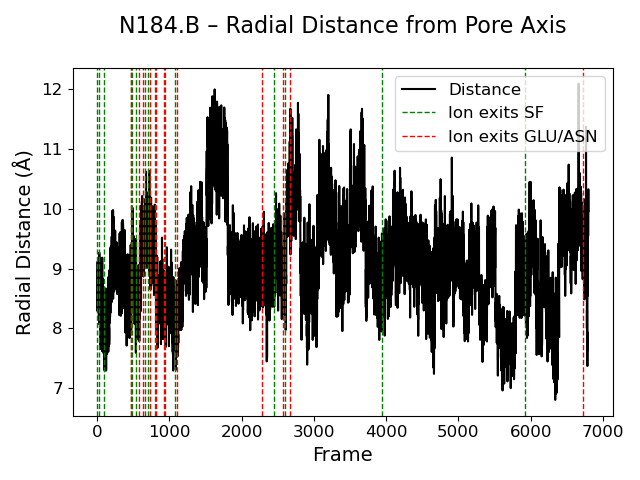 N184.B – Radial Distance from Pore Axis
Distance
Ion exits SF
Ion exits GLU/ASN
Radial Distance (Å)
12
11
10
9
8
7
0 1000 2000 3000 4000 5000 6000 7000
Frame